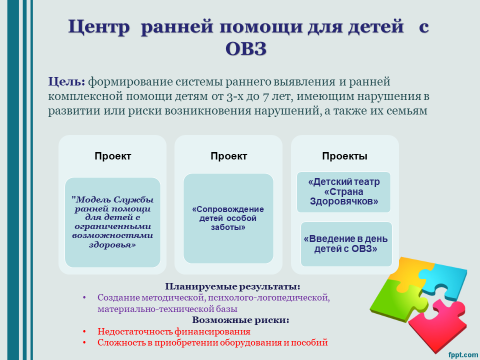 Центр ранней помощи для детей с
ОВЗ
Цель: формирование системы раннего выявления и ранней
комплексной помощи детям от 3-х до 7 лет, имеющим нарушения в
развитии или риски возникновения нарушений, а также их семьям
Проект
"Модель Службы
ранней помощи
для детей с
ограниченными
возможностями
здоровья»
Проект
«Сопровождение
детей особой
заботы»
Проекты
«Детский театр
«Страна
Здоровячков»
«Введение в день
детей с ОВЗ»
Планируемые результаты:
• Создание методической, психолого-логопедической,
материально-технической базы
Возможные риски:
• Недостаточность финансирования
• Сложность в приобретении оборудования и пособий
fppt.com